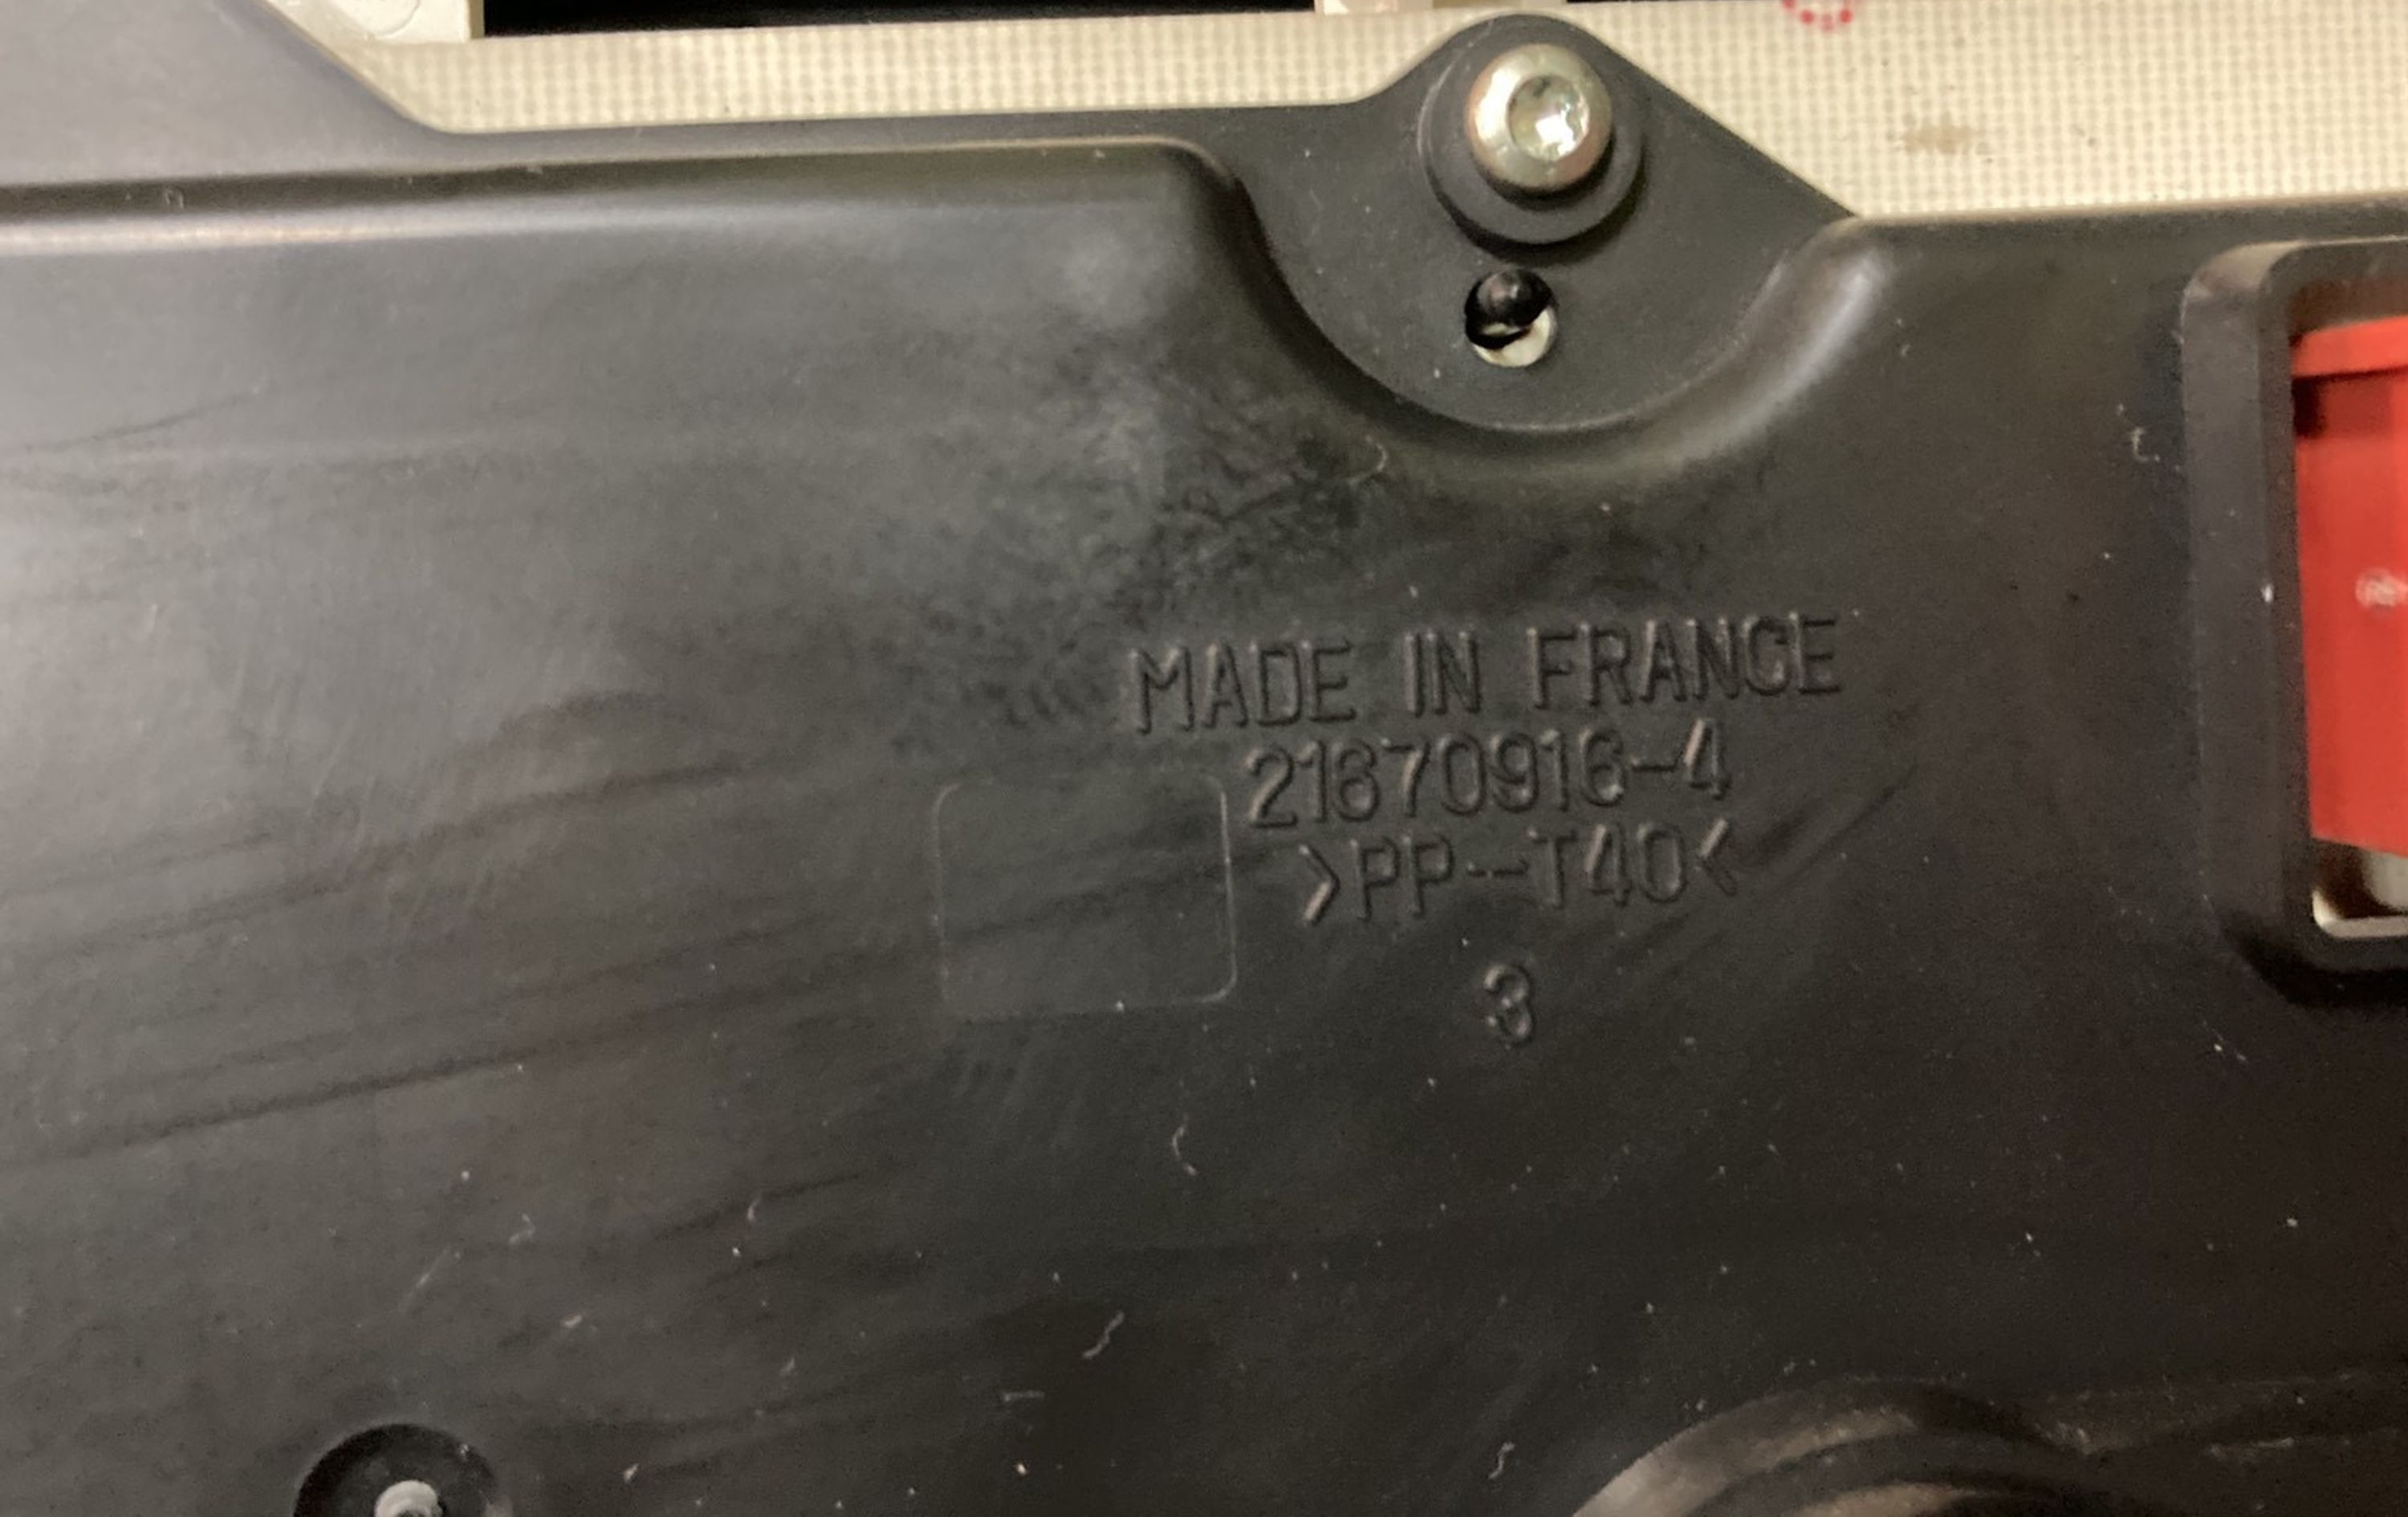 MADE IN FRANCE
21670916-4
>PP-T40<
3